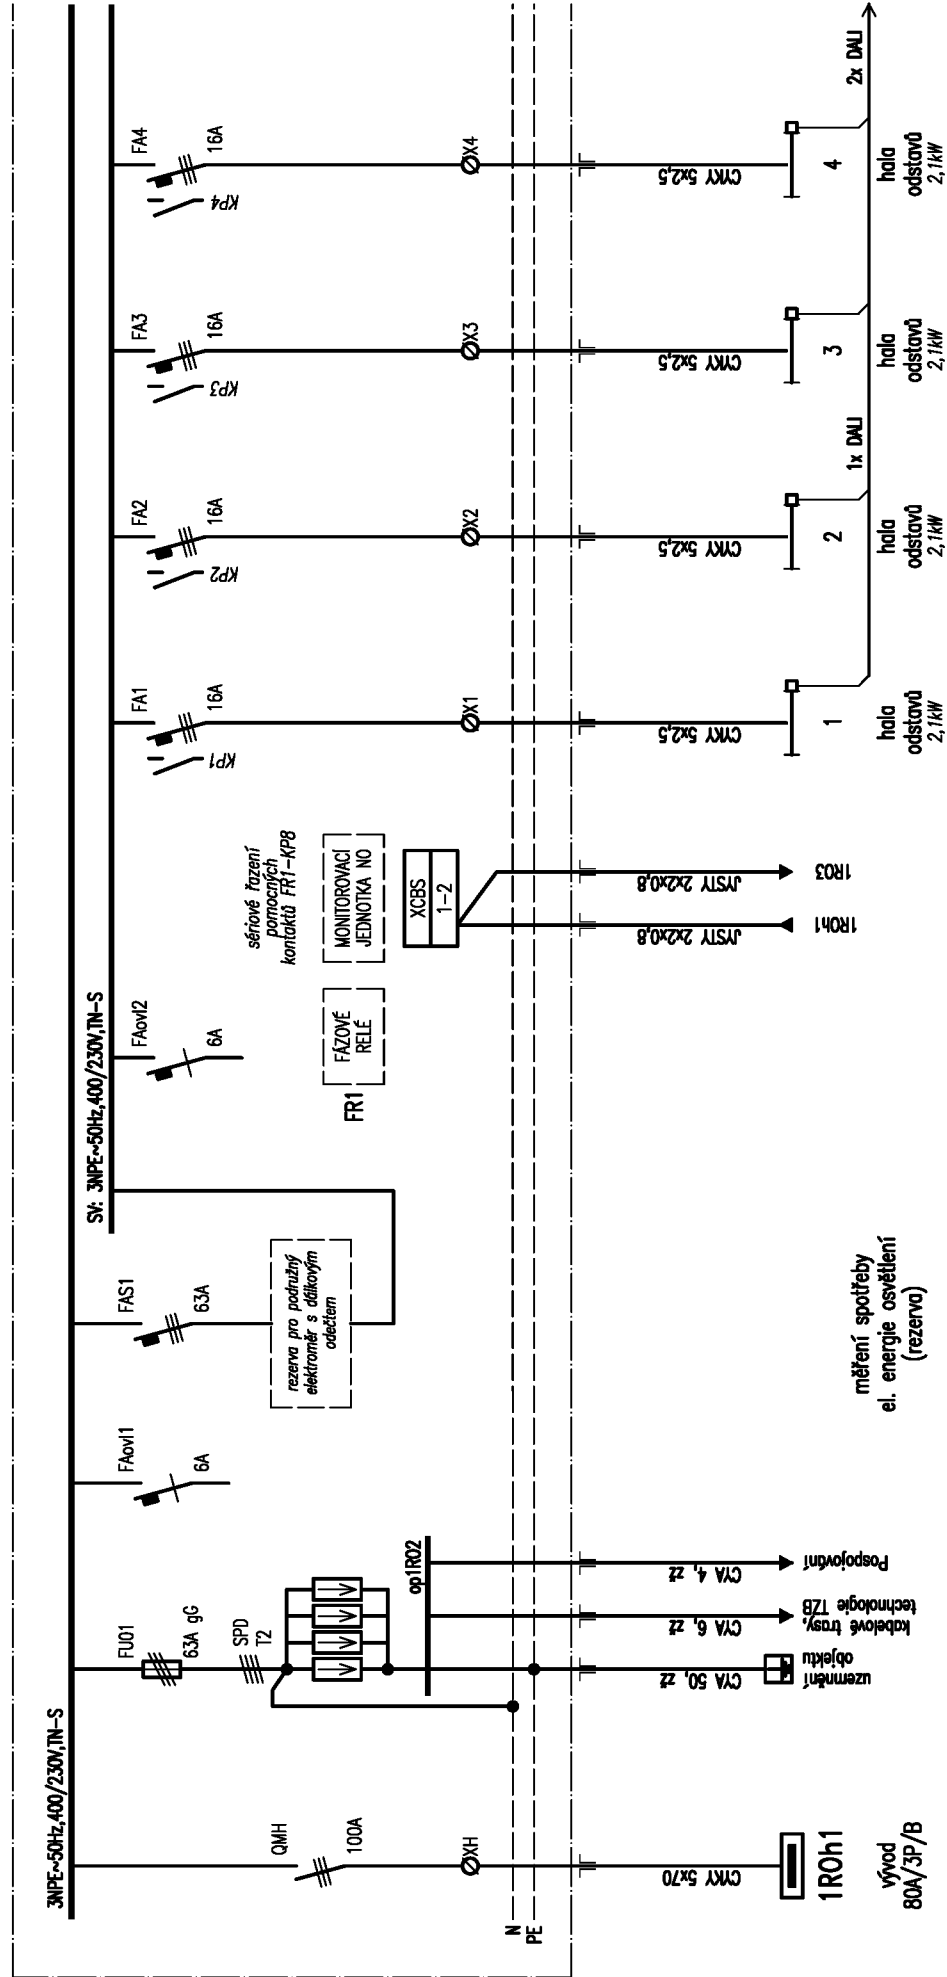 3NPE~50Hz,400/230V,TN-S
QMH
100A
XH
CYKY 5x70
1ROh1
vývod
80A/3P/B
N
PE
FU01
63A gG
SPD
T2
op1RO2
CYA 50, zž
uzemnění
objektu
CYA 6, zž
kabelové trasy,
technologie TZB
CYA 4, zž
Pospojování
FAovl1
6A
FAS1
63A
rezerva pro podružný
elektroměr s dálkovým
odečtem
měření spotřeby
el. energie osvětlení
(rezerva)
SV: 3NPE~50Hz,400/230V,TN-S
FAovl2
6A
FR1
FÁZOVÉ
RELÉ
sériové řazení
pomocných
kontaktů FR1-KP8
MONITOROVACÍ
JEDNOTKA NO
XCBS
1-2
JYSTY 2x2x0,8
1ROh1
JYSTY 2x2x0,8
1RO3
FA1
16A
KP1
X1
CYKY 5x2,5
1
hala
odstavů
2,1kW
FA2
16A
KP2
X2
CYKY 5x2,5
2
hala
odstavů
2,1kW
1x DALI
FA3
16A
KP3
X3
CYKY 5x2,5
3
hala
odstavů
2,1kW
FA4
16A
KP4
X4
CYKY 5x2,5
4
hala
odstavů
2,1kW
2x DALI